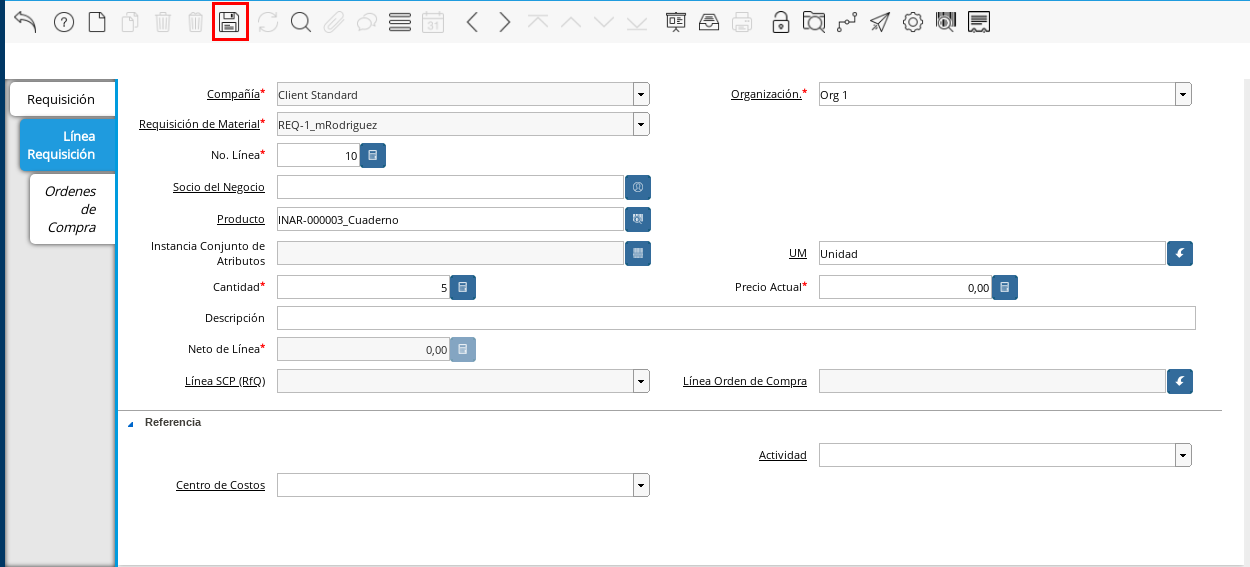 31
Requisición
Compañía*
Client Standard
Organización.*
Org 1
Línea
Requisición
Requisición de Material*
REQ-1_mRodriguez
No. Línea*
10
Ordenes
de
Compra
Socio del Negocio
Producto
INAR-000003_Cuaderno
Instancia Conjunto de
Atributos
UM
Unidad
Cantidad*
5
Precio Actual*
0,00
Descripción
Neto de Línea*
0,00
Línea SCP (RfQ)
Línea Orden de Compra
Referencia
Actividad
Centro de Costos